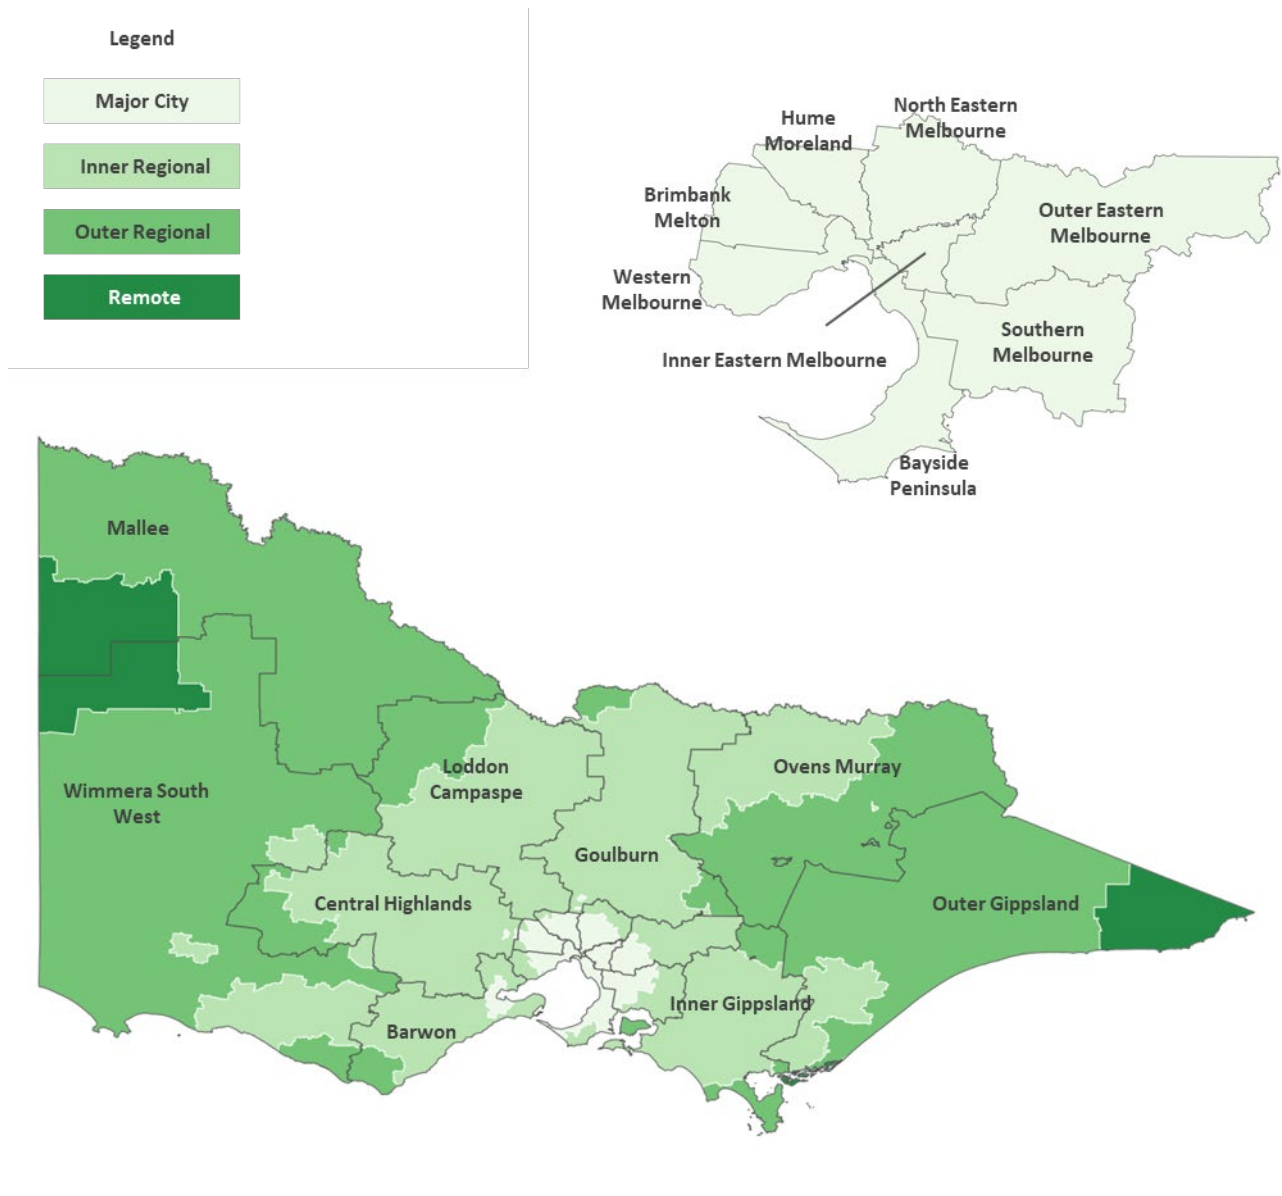 Legend
Major City
Inner Regional
Outer Regional
Remote
North Eastern
Melbourne
Hume
Moreland
Brimbank
Melton
Outer Eastern
Melbourne
Western
Melbourne
Southern
Melbourne
Inner Eastern Melbourne
Bayside
Peninsula
Mallee
Loddon
Campaspe
Ovens Murray
Wimmera South
West
Goulburn
Central Highlands
Outer Gippsland
Inner Gippsland
Barwon